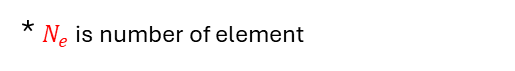 * Nₑ is number of element